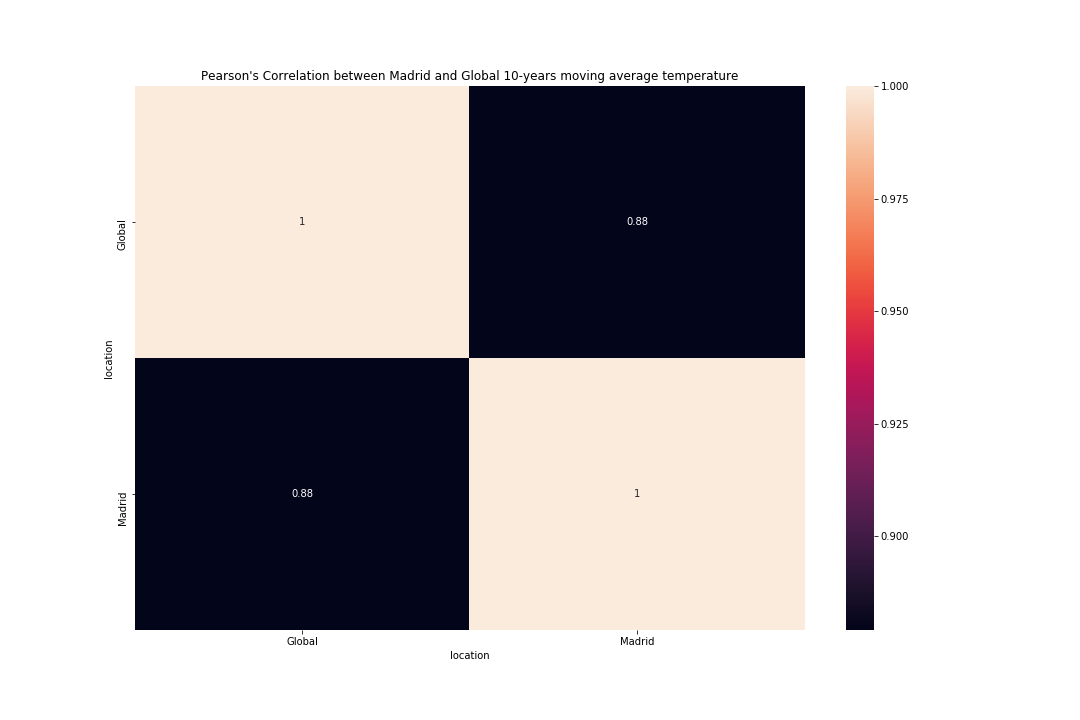 Pearson's Correlation between Madrid and Global 10-years moving average temperature
Global
Madrid
location
1
0.88
0.88
1
Global
Madrid
location
1.000
0.975
0.950
0.925
0.900